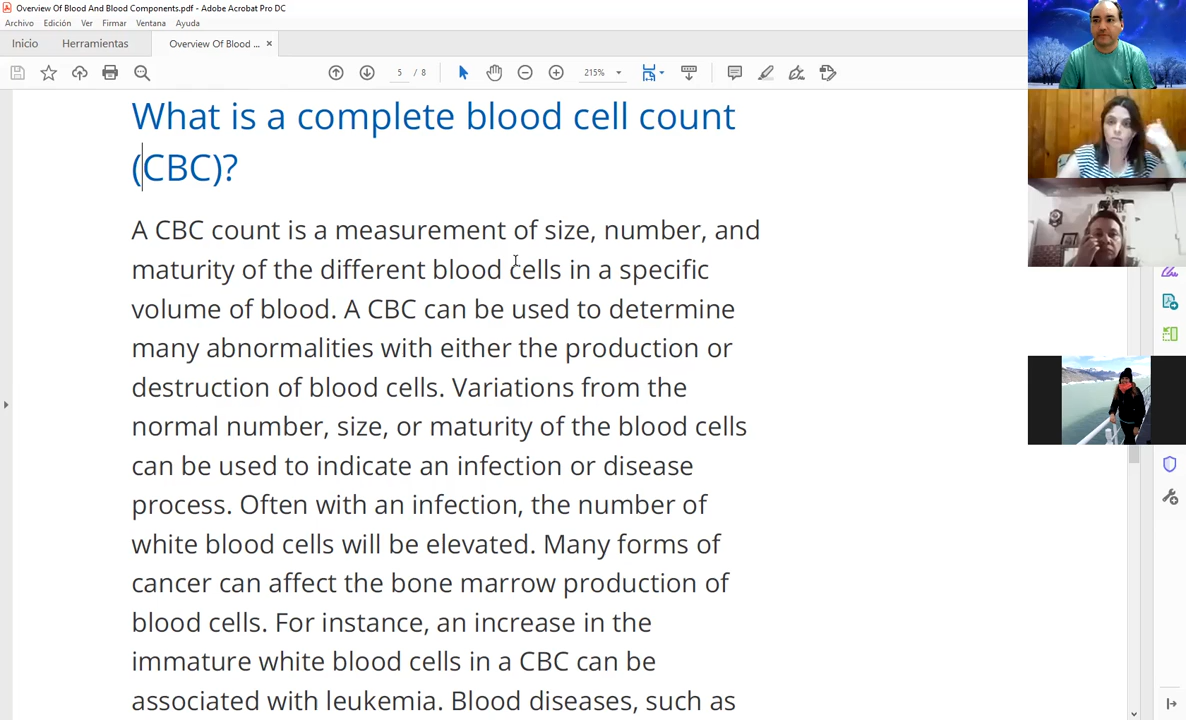 Overview Of Blood And Blood Components.pdf - Adobe Acrobat Pro DC
Archivo Edición Ver Firmar Ventana Ayuda
Inicio Herramientas Overview Of Blood ... ×
5 / 8 215%
What is a complete blood cell count
(CBC)?
A CBC count is a measurement of size, number, and
maturity of the different blood cells in a specific
volume of blood. A CBC can be used to determine
many abnormalities with either the production or
destruction of blood cells. Variations from the
normal number, size, or maturity of the blood cells
can be used to indicate an infection or disease
process. Often with an infection, the number of
white blood cells will be elevated. Many forms of
cancer can affect the bone marrow production of
blood cells. For instance, an increase in the
immature white blood cells in a CBC can be
associated with leukemia. Blood diseases, such as